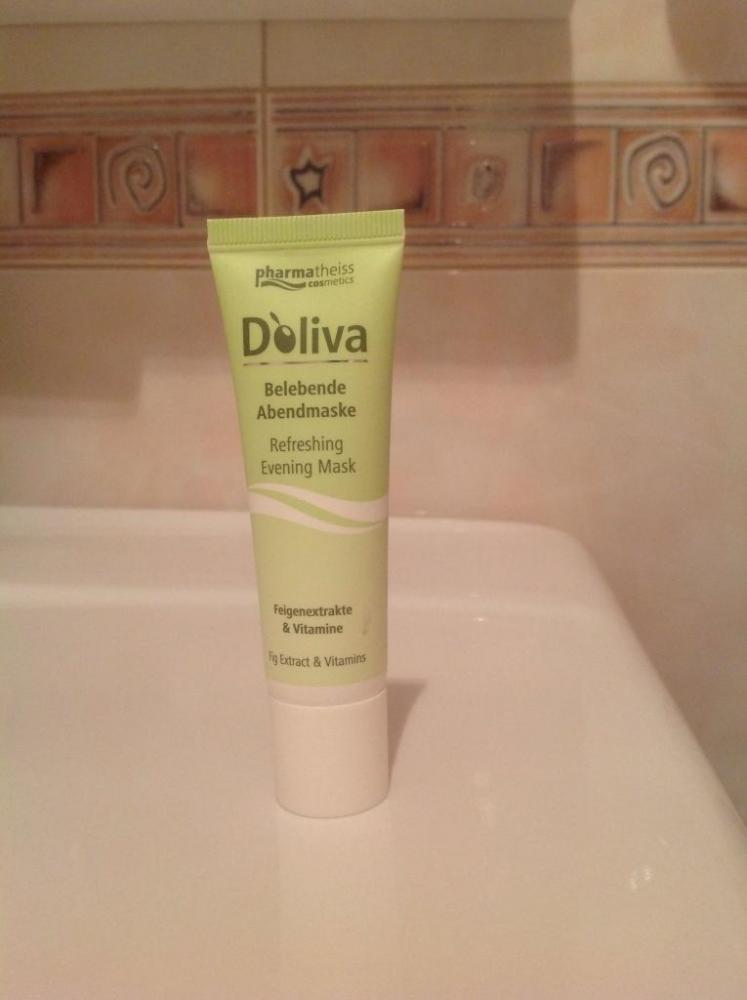 pharmatheiss
cosmetics
D'oliva
Belebende
Abendmaske
Refreshing
Evening Mask
Feigenextrakte
& Vitamine
Fig Extract & Vitamins